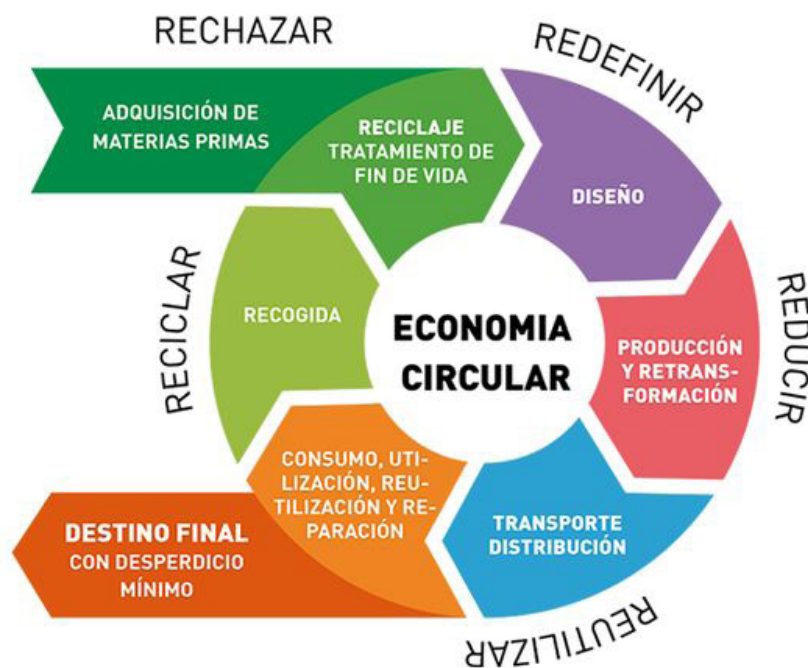 RECHAZAR
REDEFINIR
ADQUISICIÓN DE
MATERIAS PRIMAS
RECICLAJE
TRATAMIENTO DE
FIN DE VIDA
DISEÑO
REDUCIR
PRODUCCIÓN
Y RETRANS-
FORMACIÓN
ECONOMIA
CIRCULAR
RECICLAR
RECOGIDA
CONSUMO, UTI-
LIZACIÓN, REU-
TILIZACIÓN Y RE-
PARACIÓN
TRANSPORTE
DISTRIBUCIÓN
REUTILIZAR
DESTINO FINAL
CON DESPERDICIO
MÍNIMO